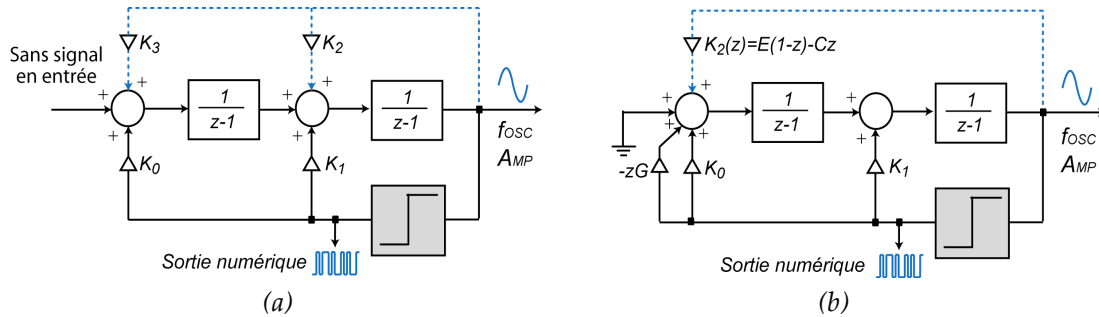 K3
K2
Sans signal
en entrée
+
+
+
+
+
+
+
1
z-1
1
z-1
fOSC
AMP
K0
K1
Sortie numérique
(a)
K2(z)=E(1-z)-Cz
+
+
+
+
+
+
1
z-1
1
z-1
fOSC
AMP
-zG
K0
K1
Sortie numérique
(b)